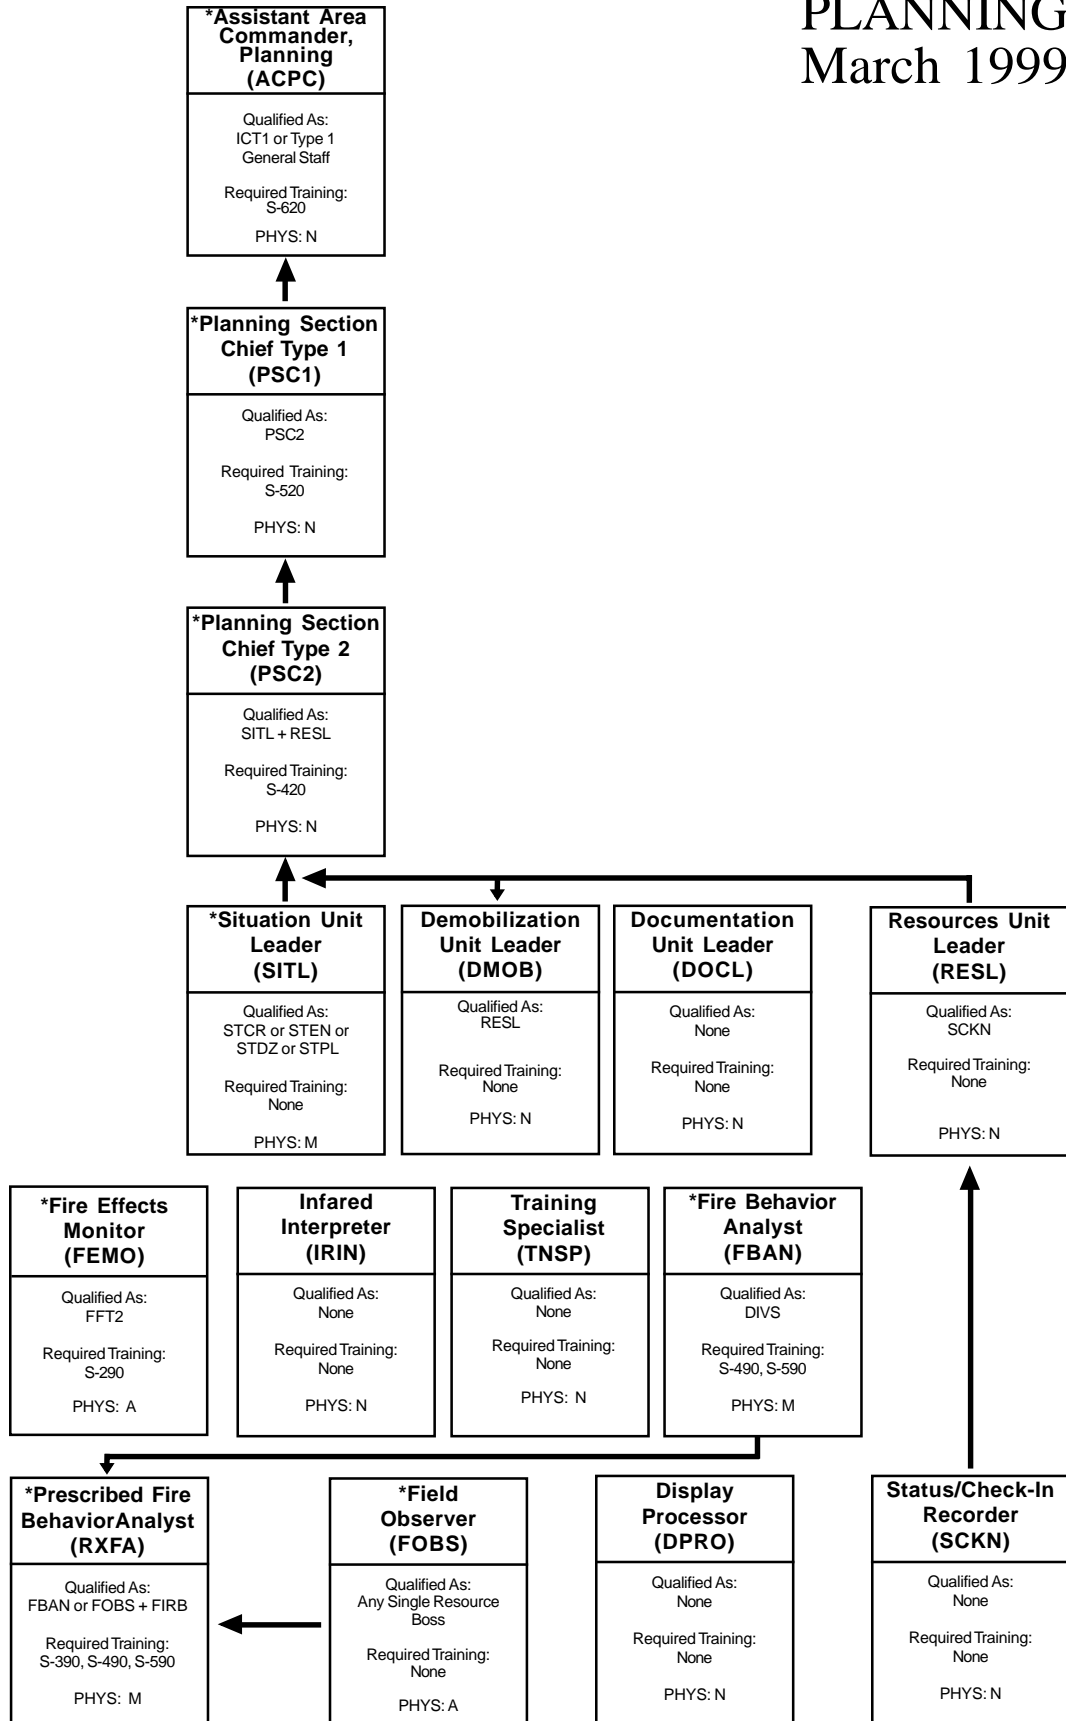 PLANNING
March 1999
*Assistant Area
Commander,
Planning
(ACPC)
Qualified As:
ICT1 or Type 1
General Staff
Required Training:
S-620
PHYS: N
*Planning Section
Chief Type 1
(PSC1)
Qualified As:
PSC2
Required Training:
S-520
PHYS: N
*Planning Section
Chief Type 2
(PSC2)
Qualified As:
SITL + RESL
Required Training:
S-420
PHYS: N
*Situation Unit
Leader
(SITL)
Qualified As:
STCR or STEN or
STDZ or STPL
Required Training:
None
PHYS: M
Demobilization
Unit Leader
(DMOB)
Qualified As:
RESL
Required Training:
None
PHYS: N
Documentation
Unit Leader
(DOCL)
Qualified As:
None
Required Training:
None
PHYS: N
Resources Unit
Leader
(RESL)
Qualified As:
SCKN
Required Training:
None
PHYS: N
*Fire Effects
Monitor
(FEMO)
Qualified As:
FFT2
Required Training:
S-290
PHYS: A
Infared
Interpreter
(IRIN)
Qualified As:
None
Required Training:
None
PHYS: N
Training
Specialist
(TNSP)
Qualified As:
None
Required Training:
None
PHYS: N
*Fire Behavior
Analyst
(FBAN)
Qualified As:
DIVS
Required Training:
S-490, S-590
PHYS: M
*Prescribed Fire
BehaviorAnalyst
(RXFA)
Qualified As:
FBAN or FOBS + FIRB
Required Training:
S-390, S-490, S-590
PHYS: M
*Field
Observer
(FOBS)
Qualified As:
Any Single Resource
Boss
Required Training:
None
PHYS: A
Display
Processor
(DPRO)
Qualified As:
None
Required Training:
None
PHYS: N
Status/Check-In
Recorder
(SCKN)
Qualified As:
None
Required Training:
None
PHYS: N